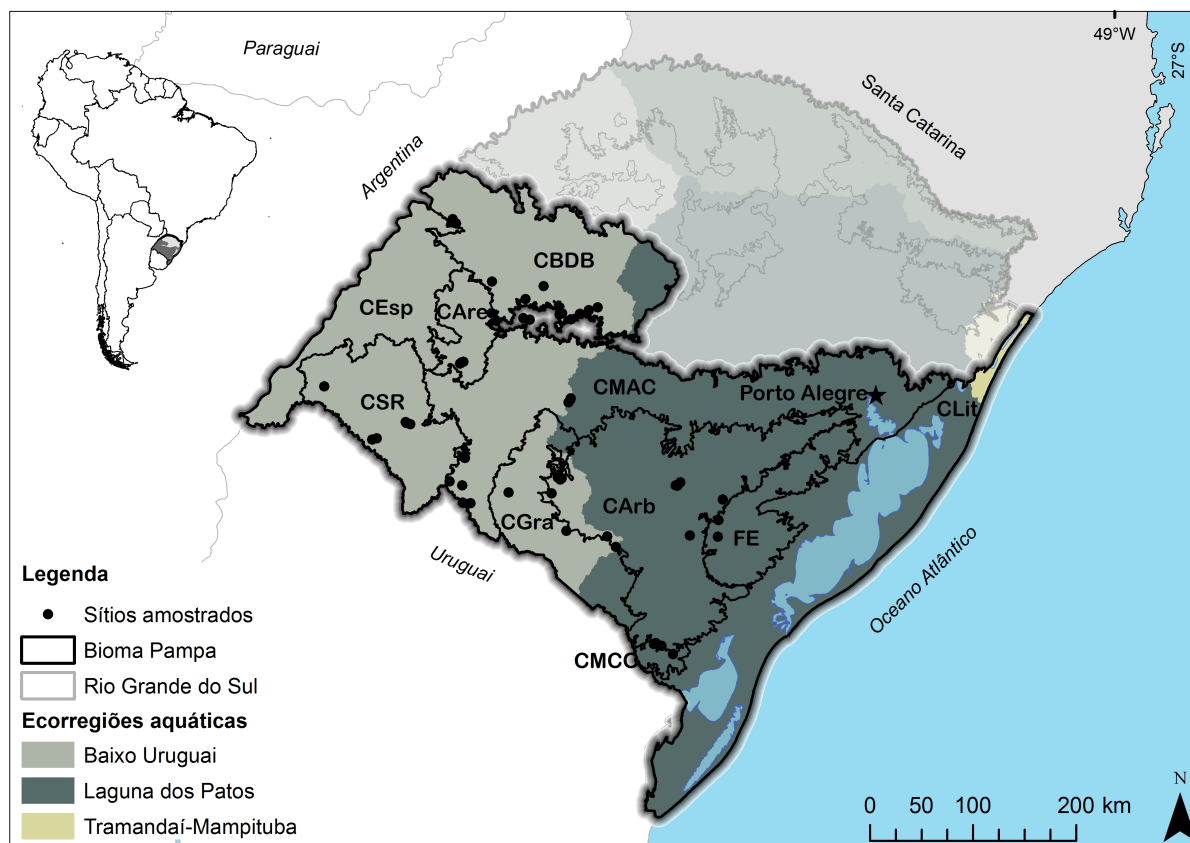 Paraguai
49°W
27°S
Santa Catarina
Argentina
CBDB
CEsp
CAre
CSR
CMAC
Porto Alegre
CLit
CGra
CArb
FE
Uruguai
Oceano Atlântico
CMCC
Legenda
Sítios amostrados
Bioma Pampa
Rio Grande do Sul
Ecorregiões aquáticas
Baixo Uruguai
Laguna dos Patos
Tramandaí-Mampituba
0 50 100 200 km
N